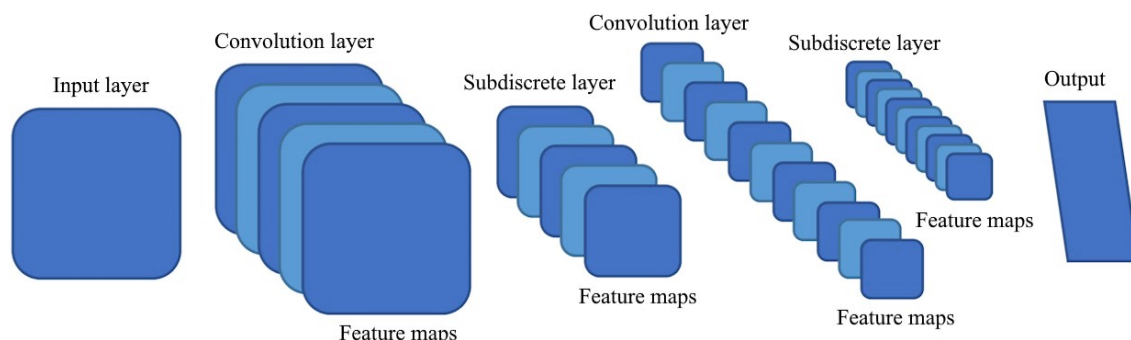 Input layer
Convolution layer
Feature maps
Subdiscrete layer
Feature maps
Convolution layer
Feature maps
Subdiscrete layer
Feature maps
Output